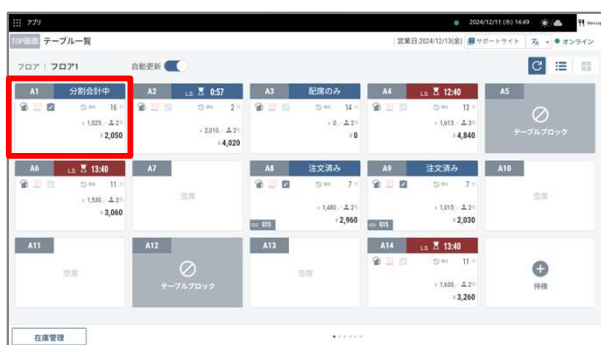 アプリ 2024/12/11 (水) 14:49
TOP画面 テーブル一覧 営業日:2024/12/13(金) サポートサイト オンライン
フロア | フロア1 自動更新
A1 分割会計中 A2 L.O. 0:57 A3 配席のみ A4 L.O. 12:40 A5
16 2 14 13
1,025 / 2 2,010 / 2 0 / 2 1,613 / 3 テーブルブロック
2,050 4,020 0 4,840
A6 L.O. 13:40 A7 A8 注文済み A9 注文済み A10
11 空席 7 7 空席
1,530 / 2 1,480 / 2 1,015 / 2
3,060 G15 2,960 G15 2,030
A11 A12 A13 A14 L.O. 13:40
空席 テーブルブロック 空席 11 待機
1,630 / 2
3,260
在庫管理